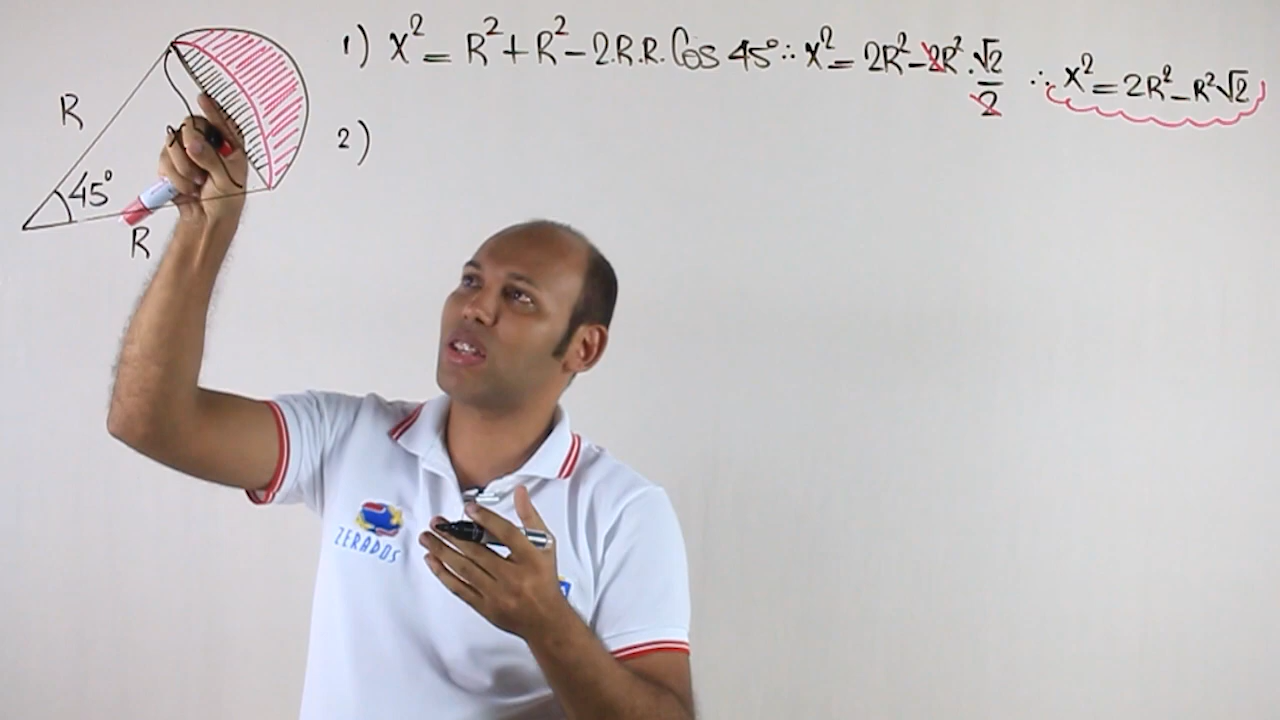 1) x² = R² + R² - 2.R.R. Cos 45° ∴ x² = 2R² - 2R² . √2/2 ∴ x² = 2R² - R²√2
2)
R
x
45°
R
ZERADOS